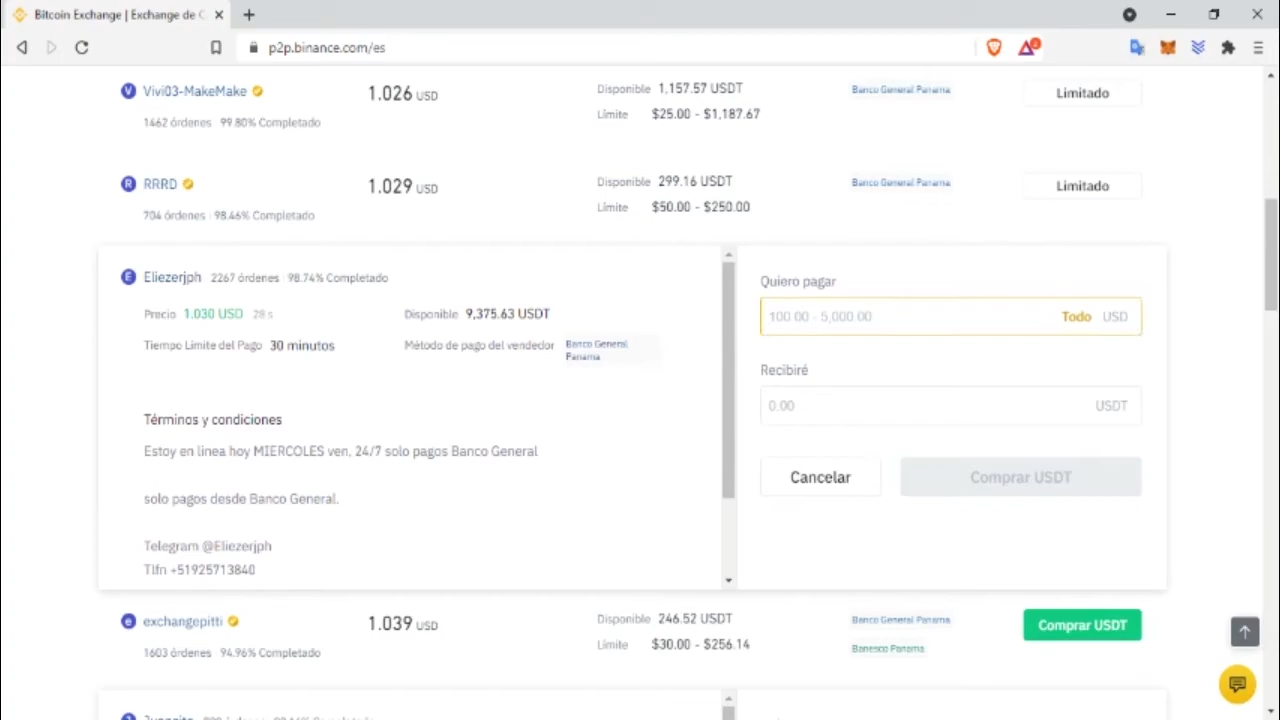 Bitcoin Exchange | Exchange de C
p2p.binance.com/es
2
V Vivi03-MakeMake 1.026 USD Disponible 1,157.57 USDT Banco General Panama Limitado
1462 órdenes 99.80% Completado Límite $25.00 - $1,187.67
R RRRD 1.029 USD Disponible 299.16 USDT Banco General Panama Limitado
704 órdenes 98.46% Completado Límite $50.00 - $250.00
E Eliezerjph 2267 órdenes 98.74% Completado
Precio 1.030 USD 28 s Disponible 9,375.63 USDT
Tiempo Límite del Pago 30 minutos Método de pago del vendedor Banco General
Panama
Términos y condiciones
Estoy en linea hoy MIERCOLES ven, 24/7 solo pagos Banco General
solo pagos desde Banco General.
Telegram @Eliezerjph
Tlfn +51925713840
Quiero pagar
100.00 - 5,000.00 Todo USD
Recibiré
0.00 USDT
Cancelar Comprar USDT
e exchangepitti 1.039 USD Disponible 246.52 USDT Banco General Panama Comprar USDT
1603 órdenes 94.96% Completado Límite $30.00 - $256.14 Banesco Panama